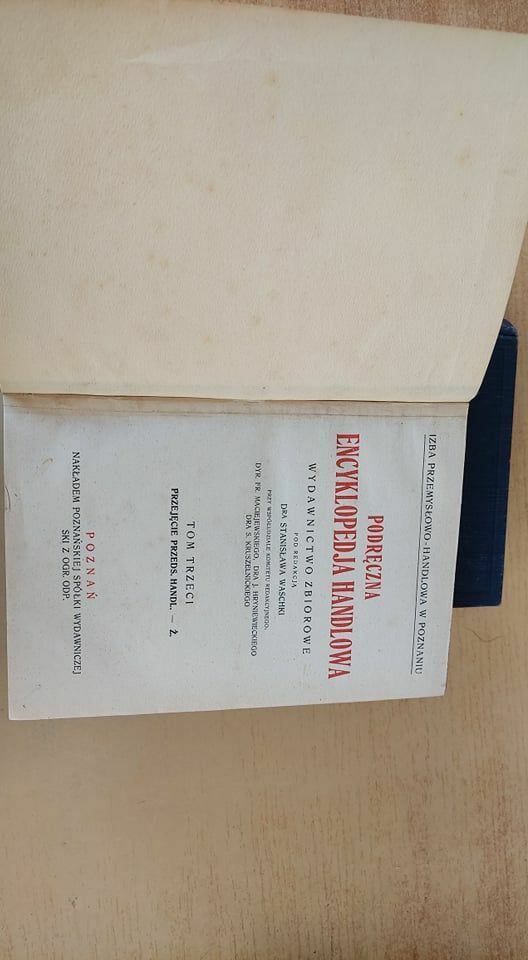 IZBA PRZEMYSŁOWO-HANDLOWA W POZNANIU
PODRĘCZNA
ENCYKLOPEDJA HANDLOWA
WYDAWNICTWO ZBIOROWE
POD REDAKCJĄ
DRA STANISŁAWA WASCHKI
PRZY WSPÓŁUDZIALE KOMITETU REDAKCYJNEGO:
DYR. FR. MACIEJEWSKIEGO, DRA J. HRYNIEWIECKIEGO
DRA S. KRUSZELNICKIEGO
TOM TRZECI
PRZEJĘCIE PRZEDS. HANDL. — Ż.
POZNAŃ
NAKŁADEM POZNAŃSKIEJ SPÓŁKI WYDAWNICZEJ
SKI Z OGR. ODP.